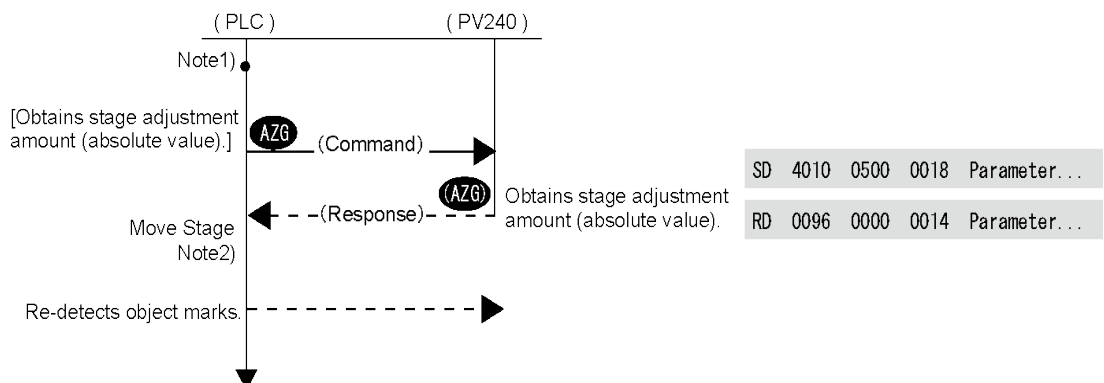 (PLC)
(PV240)
Note1)
[Obtains stage adjustment
amount (absolute value).]
AZG
(Command)
SD 4010 0500 0018 Parameter...
(AZG)
Obtains stage adjustment
amount (absolute value).
(Response)
RD 0096 0000 0014 Parameter...
Move Stage
Note2)
Re-detects object marks.